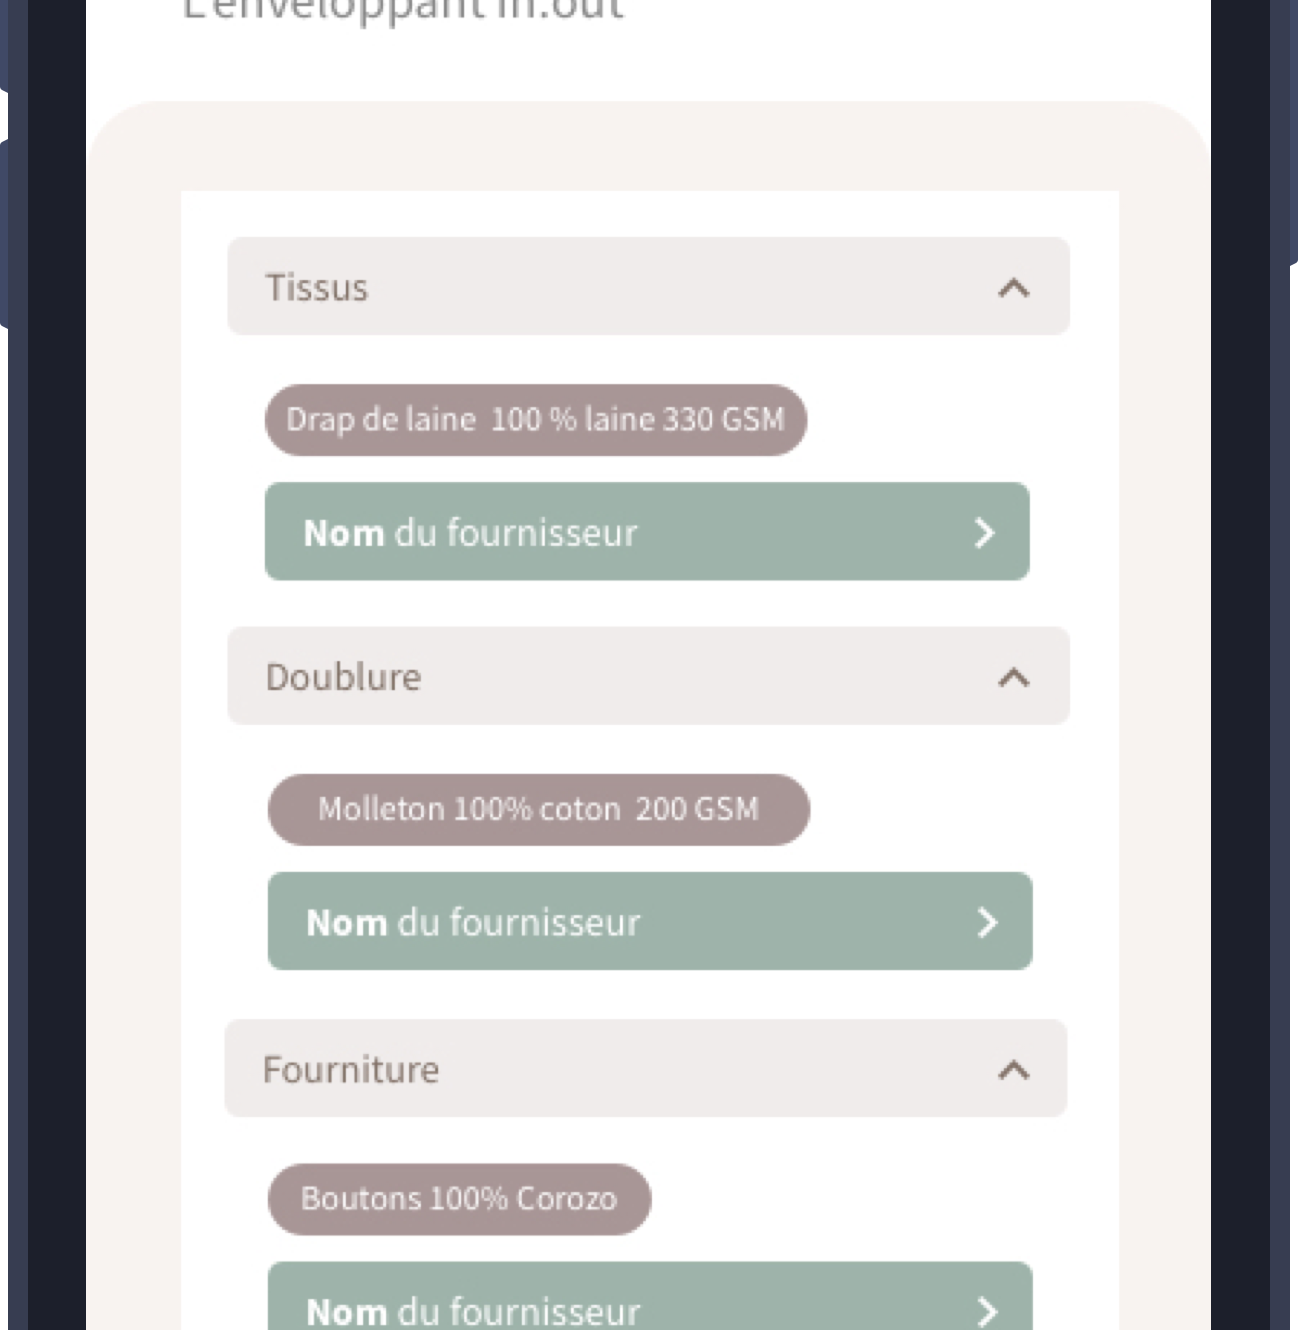 L'enveloppant in.out
Tissus
Drap de laine  100 % laine 330 GSM
Nom du fournisseur
Doublure
Molleton 100% coton  200 GSM
Nom du fournisseur
Fourniture
Boutons 100% Corozo
Nom du fournisseur